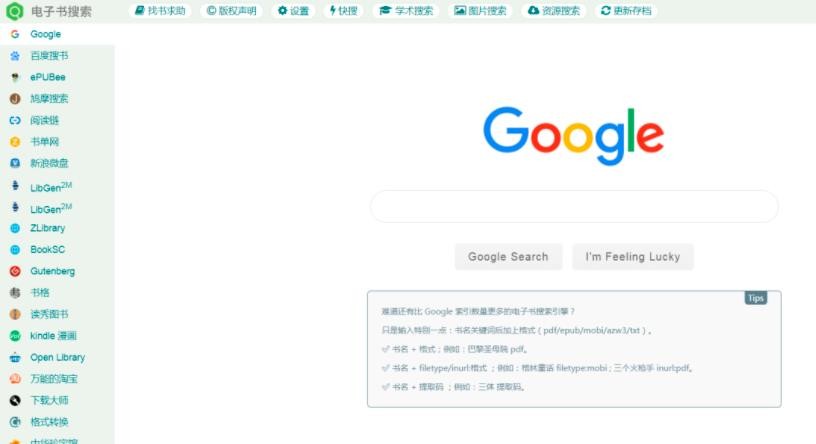 电子书搜索
找书求助 ©版权声明 设置 快搜 学术搜索 图片搜索 资源搜索 更新存档
Google
百度搜书
ePUBee
鸠摩搜索
阅读链
书单网
新浪微盘
LibGen2M
LibGen2M
ZLibrary
BookSC
Gutenberg
书格
读秀图书
kindle 漫画
Open Library
万能的淘宝
下载大师
格式转换
Google
Google Search I'm Feeling Lucky
Tips
难道还有比 Google 索引数量更多的电子书搜索引擎？
只是输入特别一点：书名关键词后加上格式（pdf/epub/mobi/azw3/txt）。
✅ 书名 + 格式；例如：巴黎圣母院 pdf。
✅ 书名 + filetype/inurl:格式 ；例如：格林童话 filetype:mobi；三个火枪手 inurl:pdf。
✅ 书名 + 提取码 ；例如：三体 提取码。